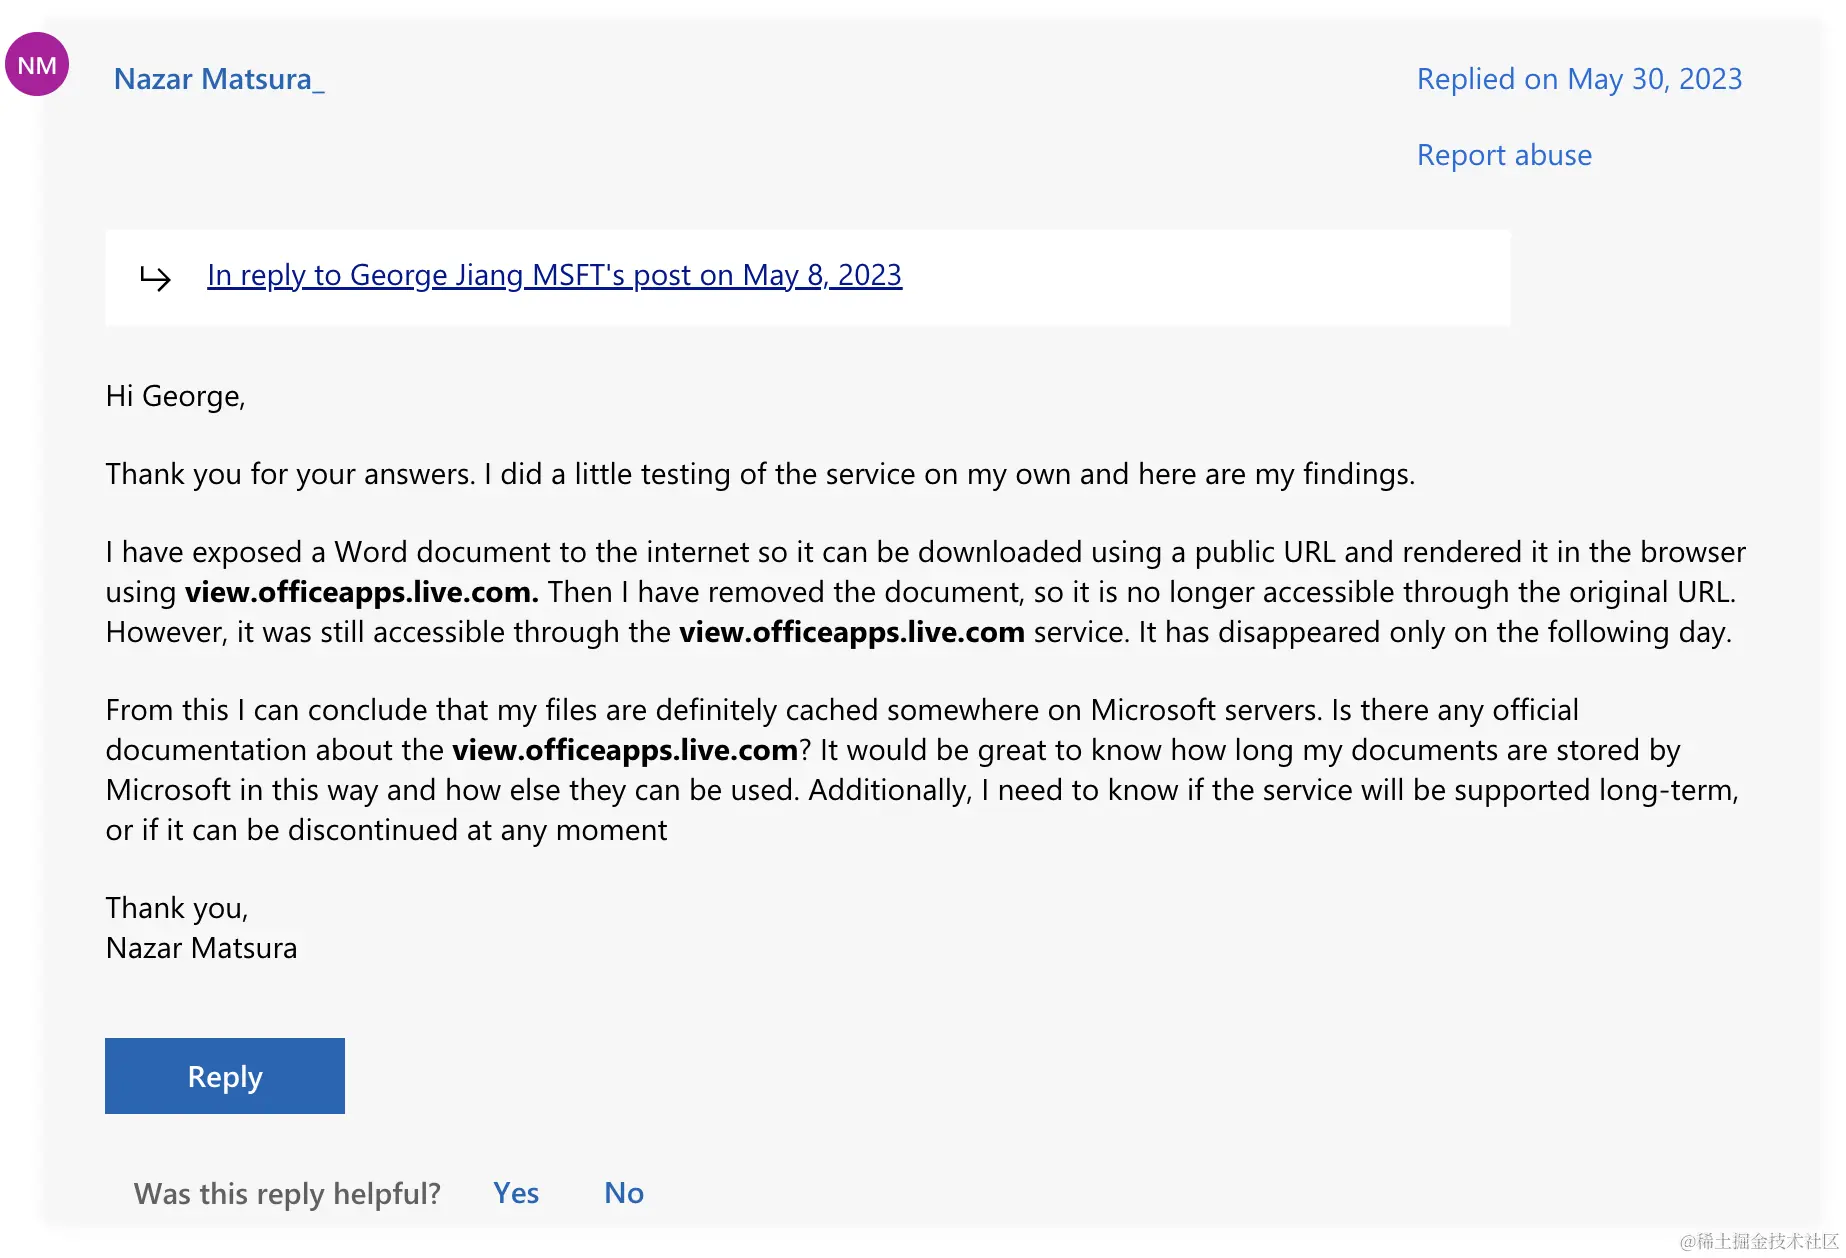 NM
Nazar Matsura_
Replied on May 30, 2023
Report abuse
In reply to George Jiang MSFT's post on May 8, 2023
Hi George,
Thank you for your answers. I did a little testing of the service on my own and here are my findings.
I have exposed a Word document to the internet so it can be downloaded using a public URL and rendered it in the browser
using view.officeapps.live.com. Then I have removed the document, so it is no longer accessible through the original URL.
However, it was still accessible through the view.officeapps.live.com service. It has disappeared only on the following day.
From this I can conclude that my files are definitely cached somewhere on Microsoft servers. Is there any official
documentation about the view.officeapps.live.com? It would be great to know how long my documents are stored by
Microsoft in this way and how else they can be used. Additionally, I need to know if the service will be supported long-term,
or if it can be discontinued at any moment
Thank you,
Nazar Matsura
Reply
Was this reply helpful? Yes No
@稀土掘金技术社区